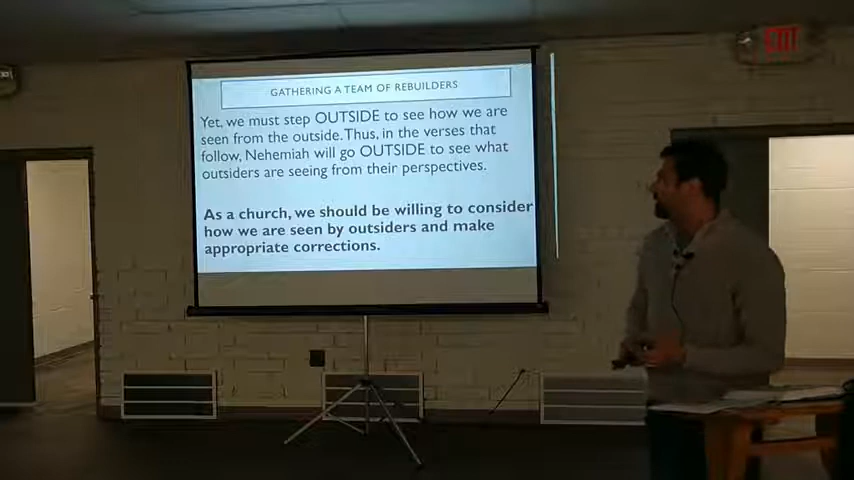 GATHERING A TEAM OF REBUILDERS
Yet, we must step OUTSIDE to see how we are
seen from the outside. Thus, in the verses that
follow, Nehemiah will go OUTSIDE to see what
outsiders are seeing from their perspectives.
As a church, we should be willing to consider
how we are seen by outsiders and make
appropriate corrections.
EXIT